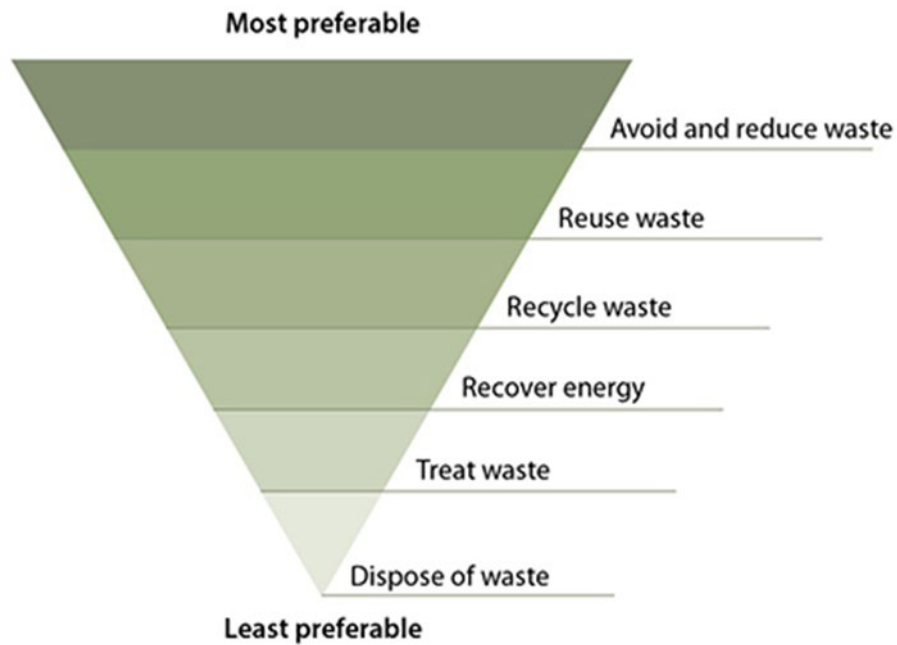 Most preferable
Avoid and reduce waste
Reuse waste
Recycle waste
Recover energy
Treat waste
Dispose of waste
Least preferable